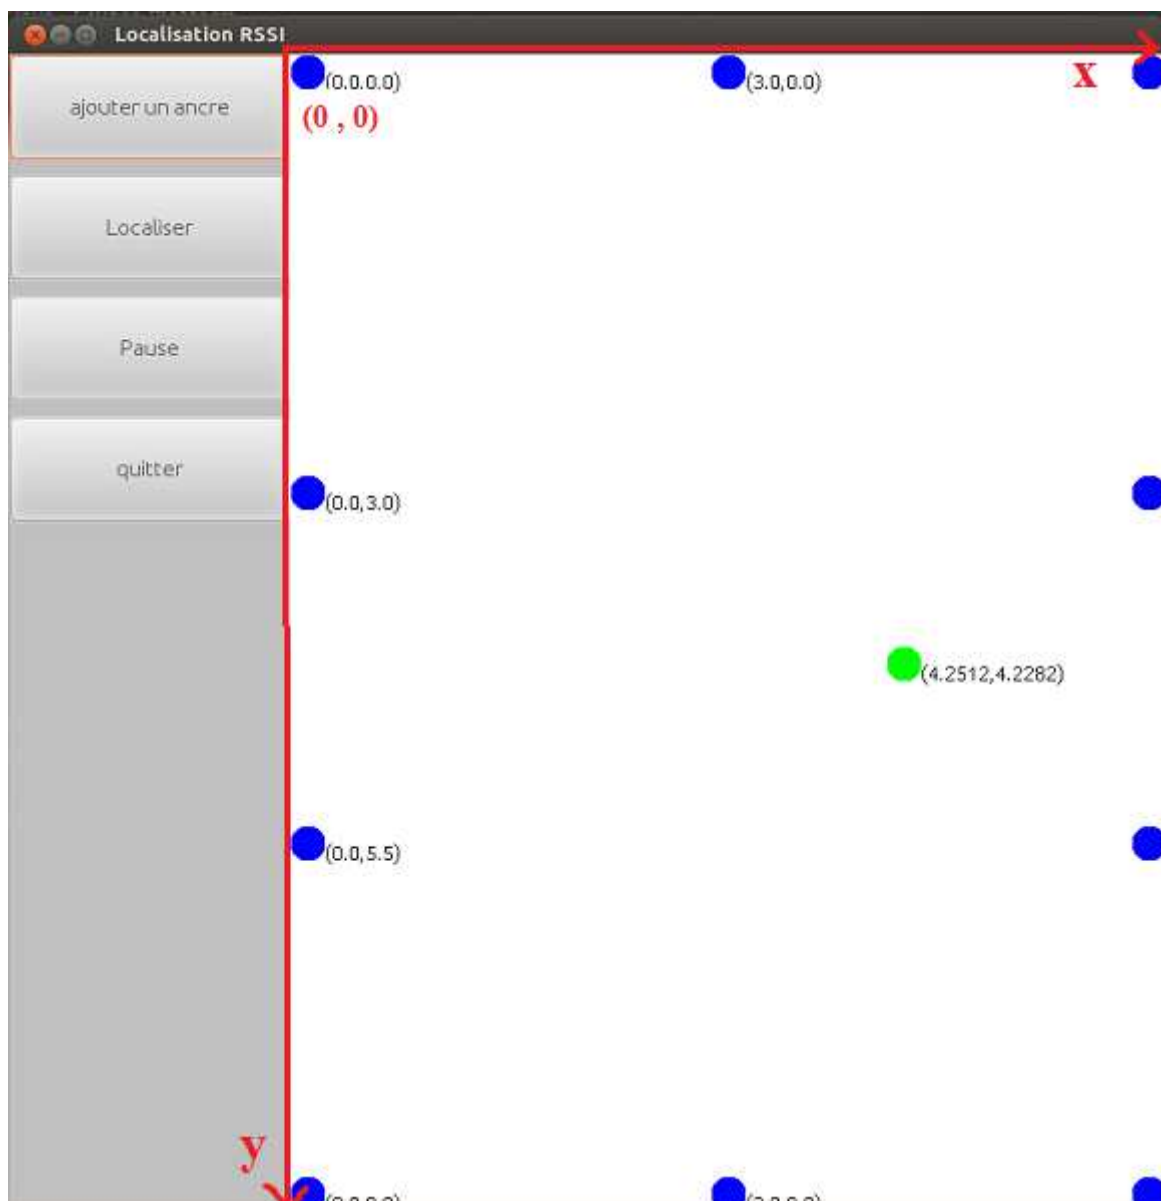 Localisation RSSI
ajouter un ancre
Localiser
Pause
quitter
(0.0,0.0)
(3.0,0.0)
x
(0 , 0)
(0.0,3.0)
(4.2512,4.2282)
(0.0,5.5)
y